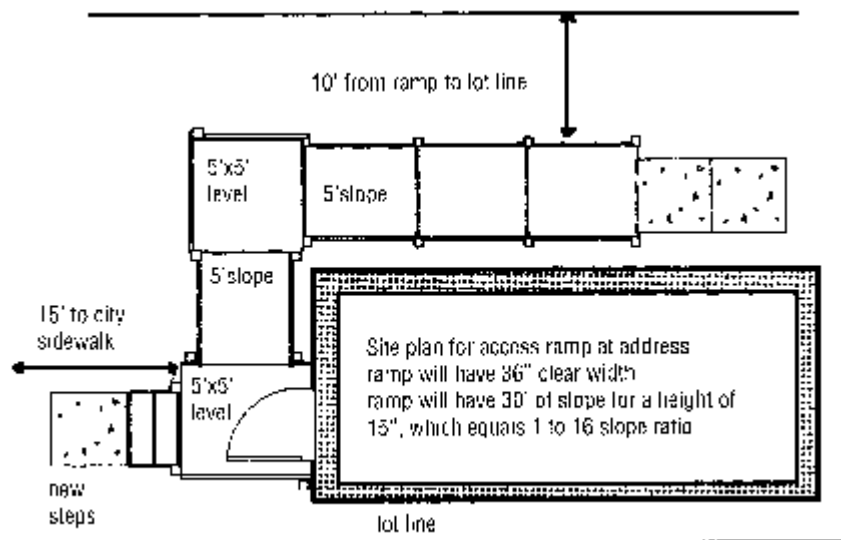 10' from ramp to lot line
5'x5'
level
5'slope
5'slope
15' to city
sidewalk
5'x5'
level
Site plan for access ramp at address
ramp will have 36" clear width
ramp will have 30' of slope for a height of
15", which equals 1 to 16 slope ratio
new
steps
lot line